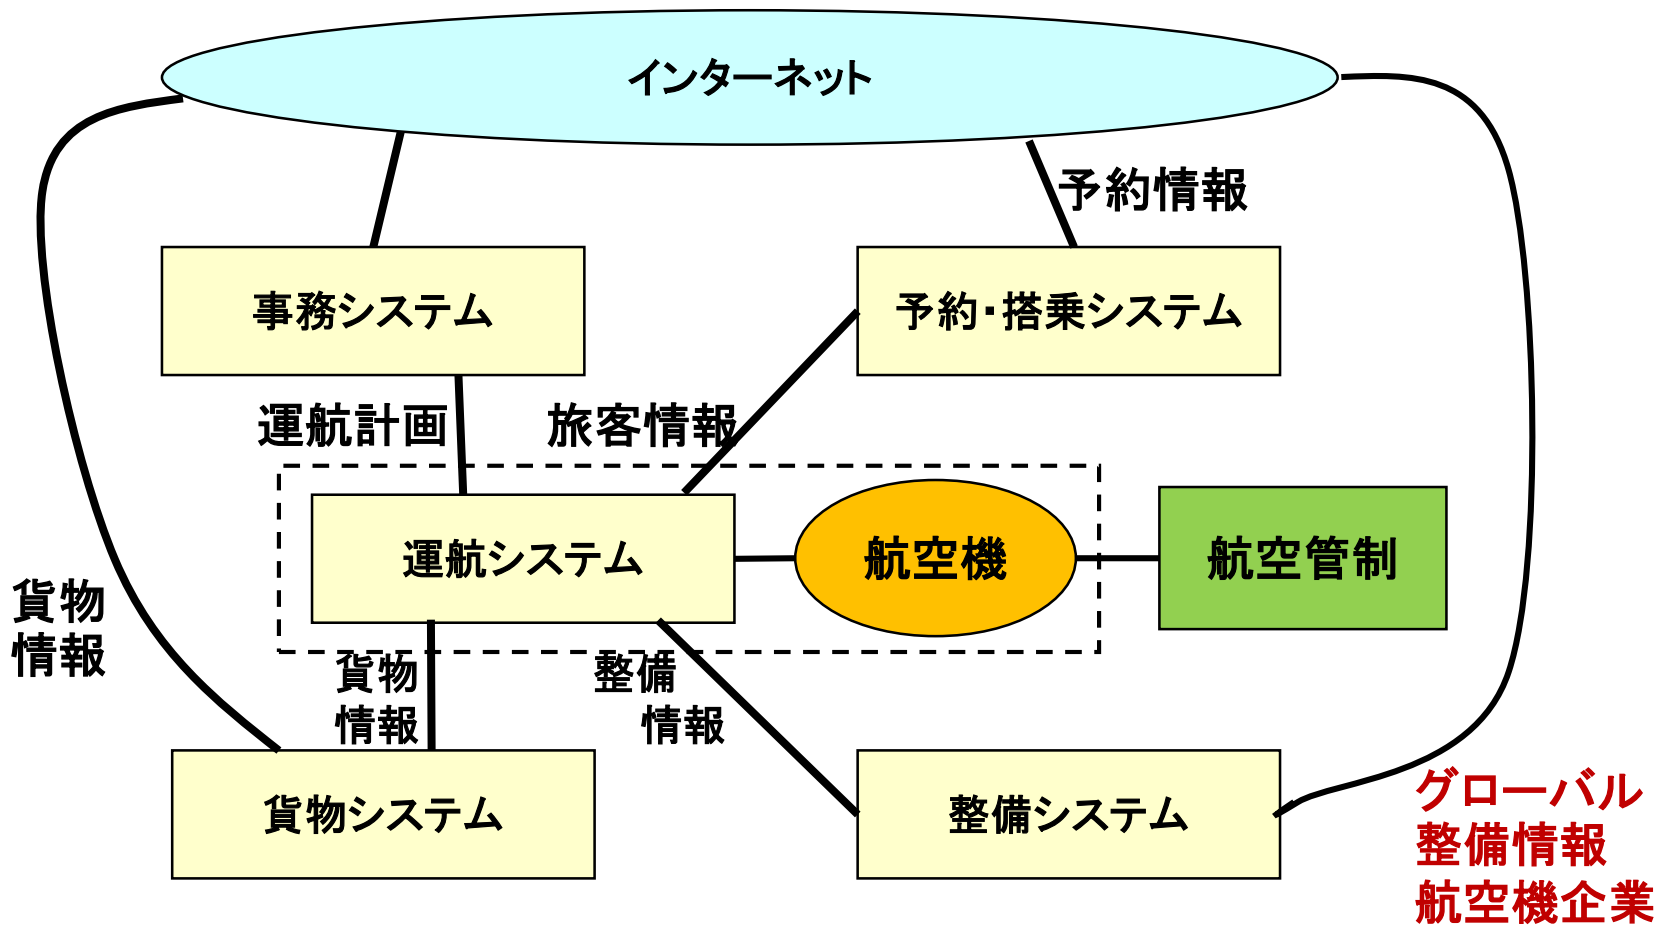 インターネット
予約情報
事務システム
予約・搭乗システム
運航計画
旅客情報
運航システム
航空機
航空管制
貨物
情報
貨物
情報
整備
情報
貨物システム
整備システム
グローバル
整備情報
航空機企業